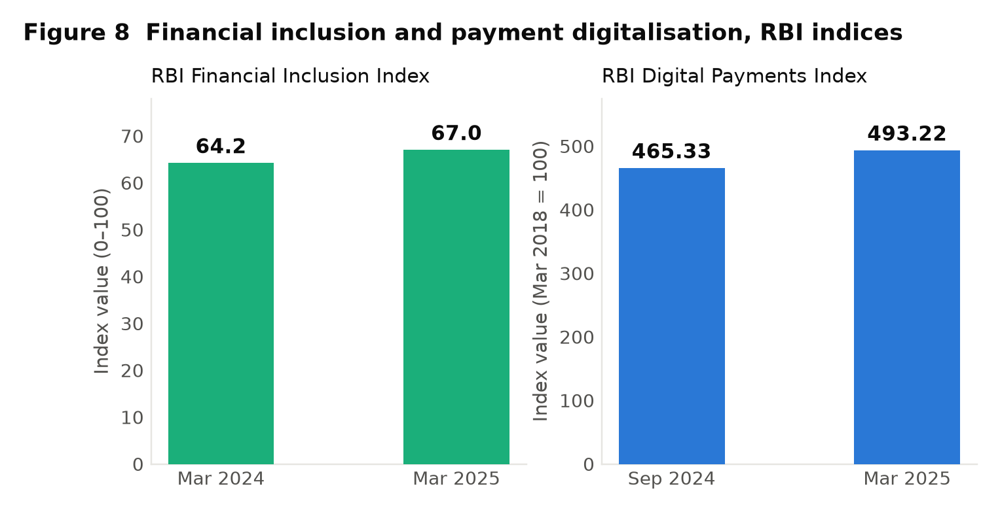 Figure 8  Financial inclusion and payment digitalisation, RBI indices
RBI Financial Inclusion Index
Index value (0–100)
70
60
50
40
30
20
10
0
64.2
67.0
Mar 2024
Mar 2025
RBI Digital Payments Index
Index value (Mar 2018 = 100)
500
400
300
200
100
0
465.33
493.22
Sep 2024
Mar 2025